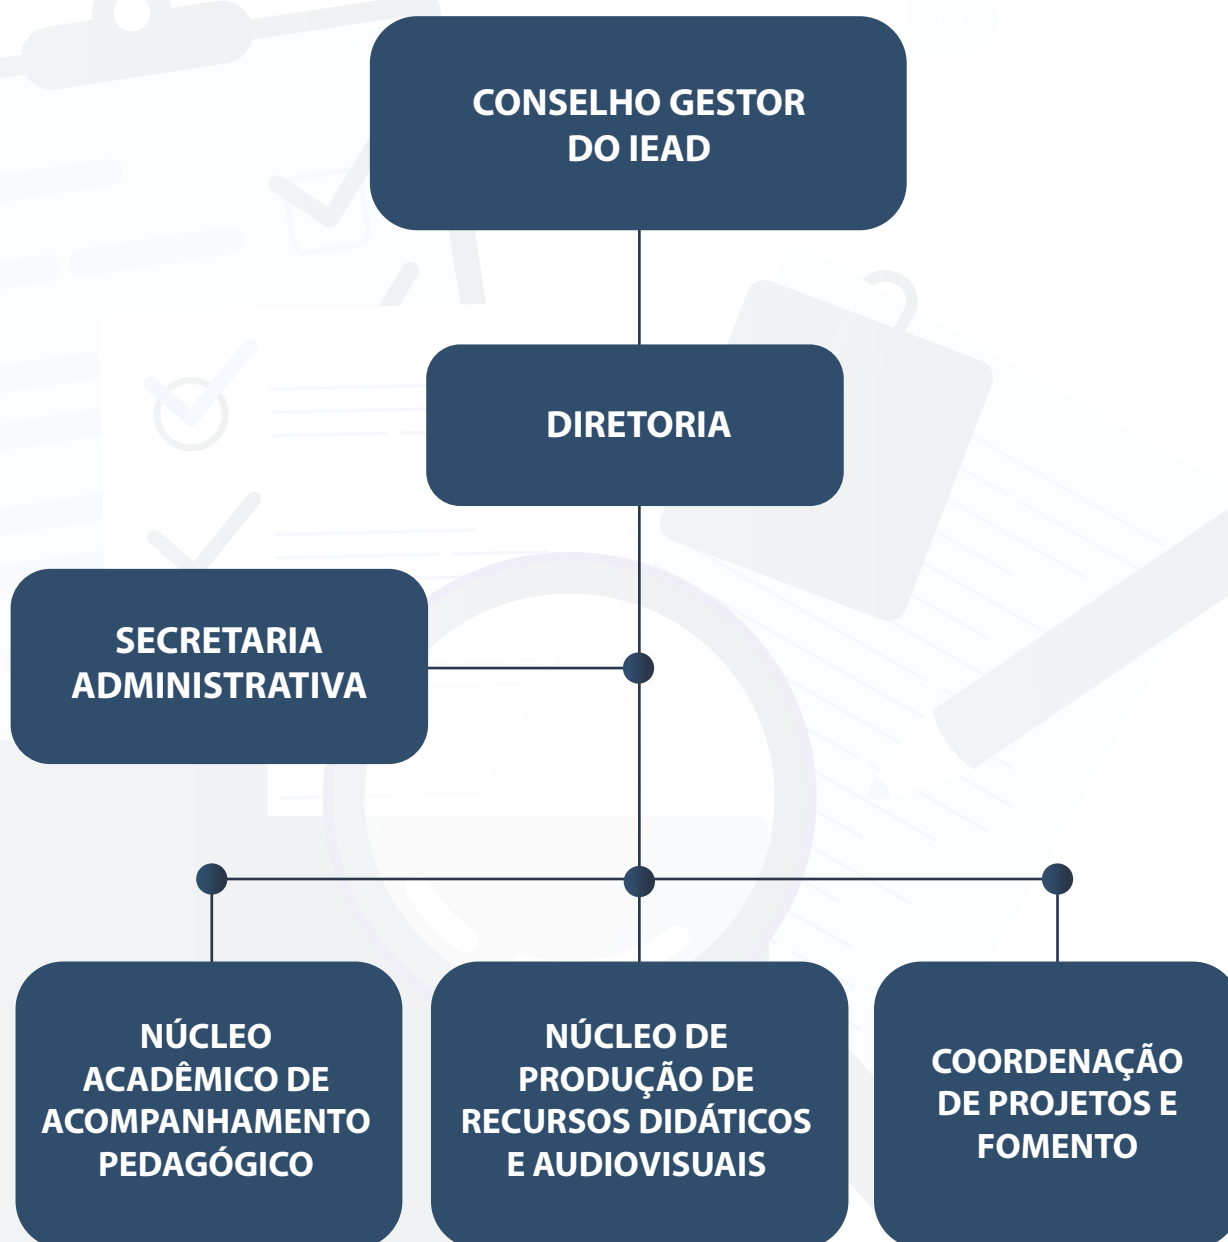 CONSELHO GESTOR
DO IEAD
DIRETORIA
SECRETARIA
ADMINISTRATIVA
NÚCLEO
ACADÊMICO DE
ACOMPANHAMENTO
PEDAGÓGICO
NÚCLEO DE
PRODUÇÃO DE
RECURSOS DIDÁTICOS
E AUDIOVISUAIS
COORDENAÇÃO
DE PROJETOS E
FOMENTO